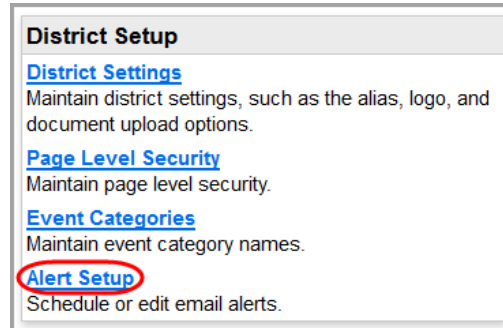 District Setup
District Settings
Maintain district settings, such as the alias, logo, and
document upload options.
Page Level Security
Maintain page level security.
Event Categories
Maintain event category names.
Alert Setup
Schedule or edit email alerts.